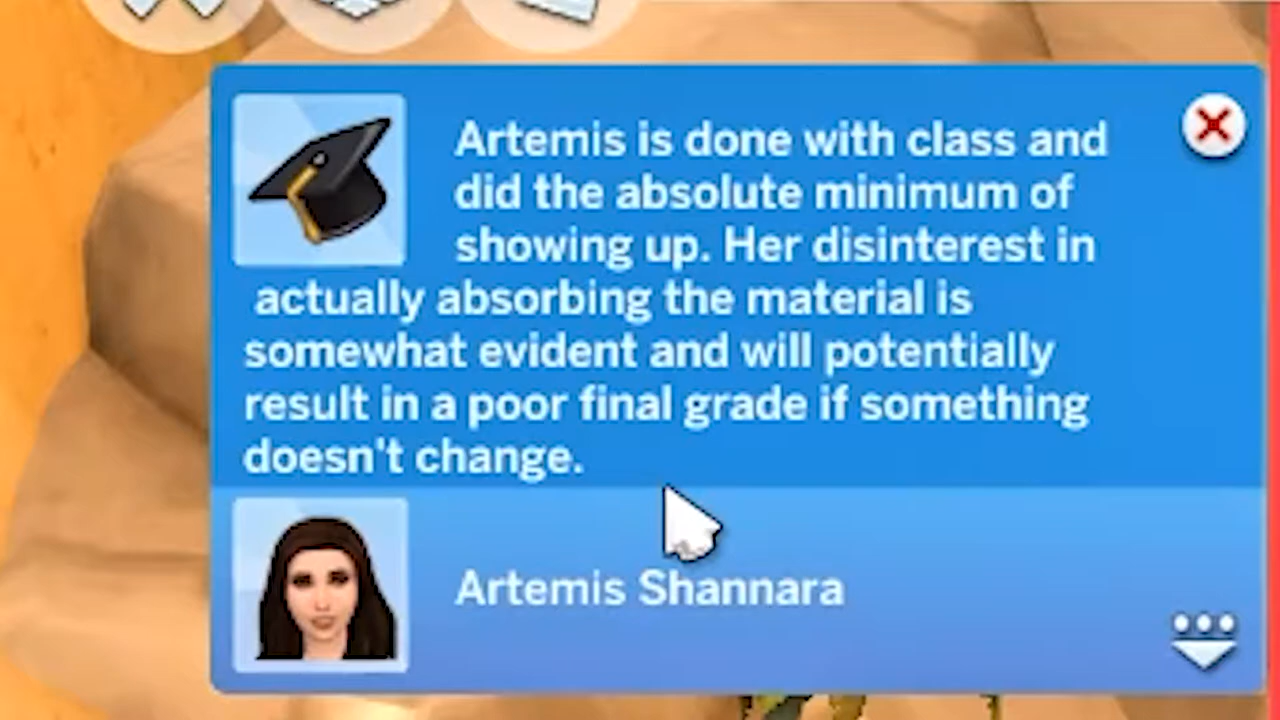 Artemis is done with class and
did the absolute minimum of
showing up. Her disinterest in
actually absorbing the material is
somewhat evident and will potentially
result in a poor final grade if something
doesn't change.
Artemis Shannara